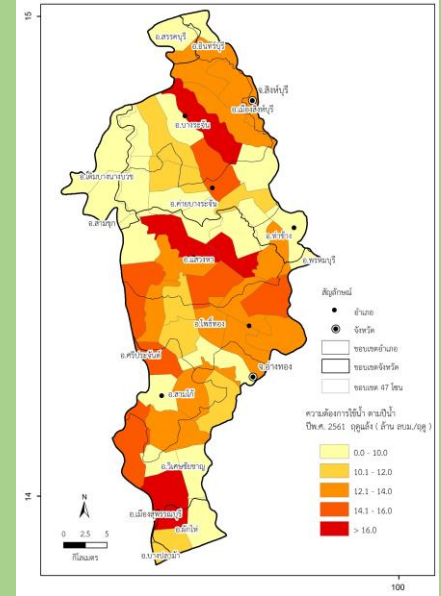 15
อ.สรรคบุรี
อ.อินทร์บุรี
จ.สิงห์บุรี
อ.เมืองสิงห์บุรี
อ.บางระจัน
อ.เดิมบางนางบวช
อ.ค่ายบางระจัน
อ.สามชุก
อ.ท่าช้าง
อ.พรหมบุรี
อ.แสวงหา
สัญลักษณ์
อำเภอ
จังหวัด
ขอบเขตอำเภอ
ขอบเขตจังหวัด
ขอบเขต 47 โซน
อ.โพธิ์ทอง
อ.ศรีประจันต์
จ.อ่างทอง
อ.สามโก้
ความต้องการใช้น้ำ ตามปีน้ำ
ปีพ.ศ. 2561 ฤดูแล้ง ( ล้าน ลบม./ฤดู )
0.0 - 10.0
10.1 - 12.0
12.1 - 14.0
14.1 - 16.0
> 16.0
อ.วิเศษชัยชาญ
14
N
อ.เมืองสุพรรณบุรี
อ.ผักไห่
0 2.5 5
กิโลเมตร
อ.บางปลาม้า
100